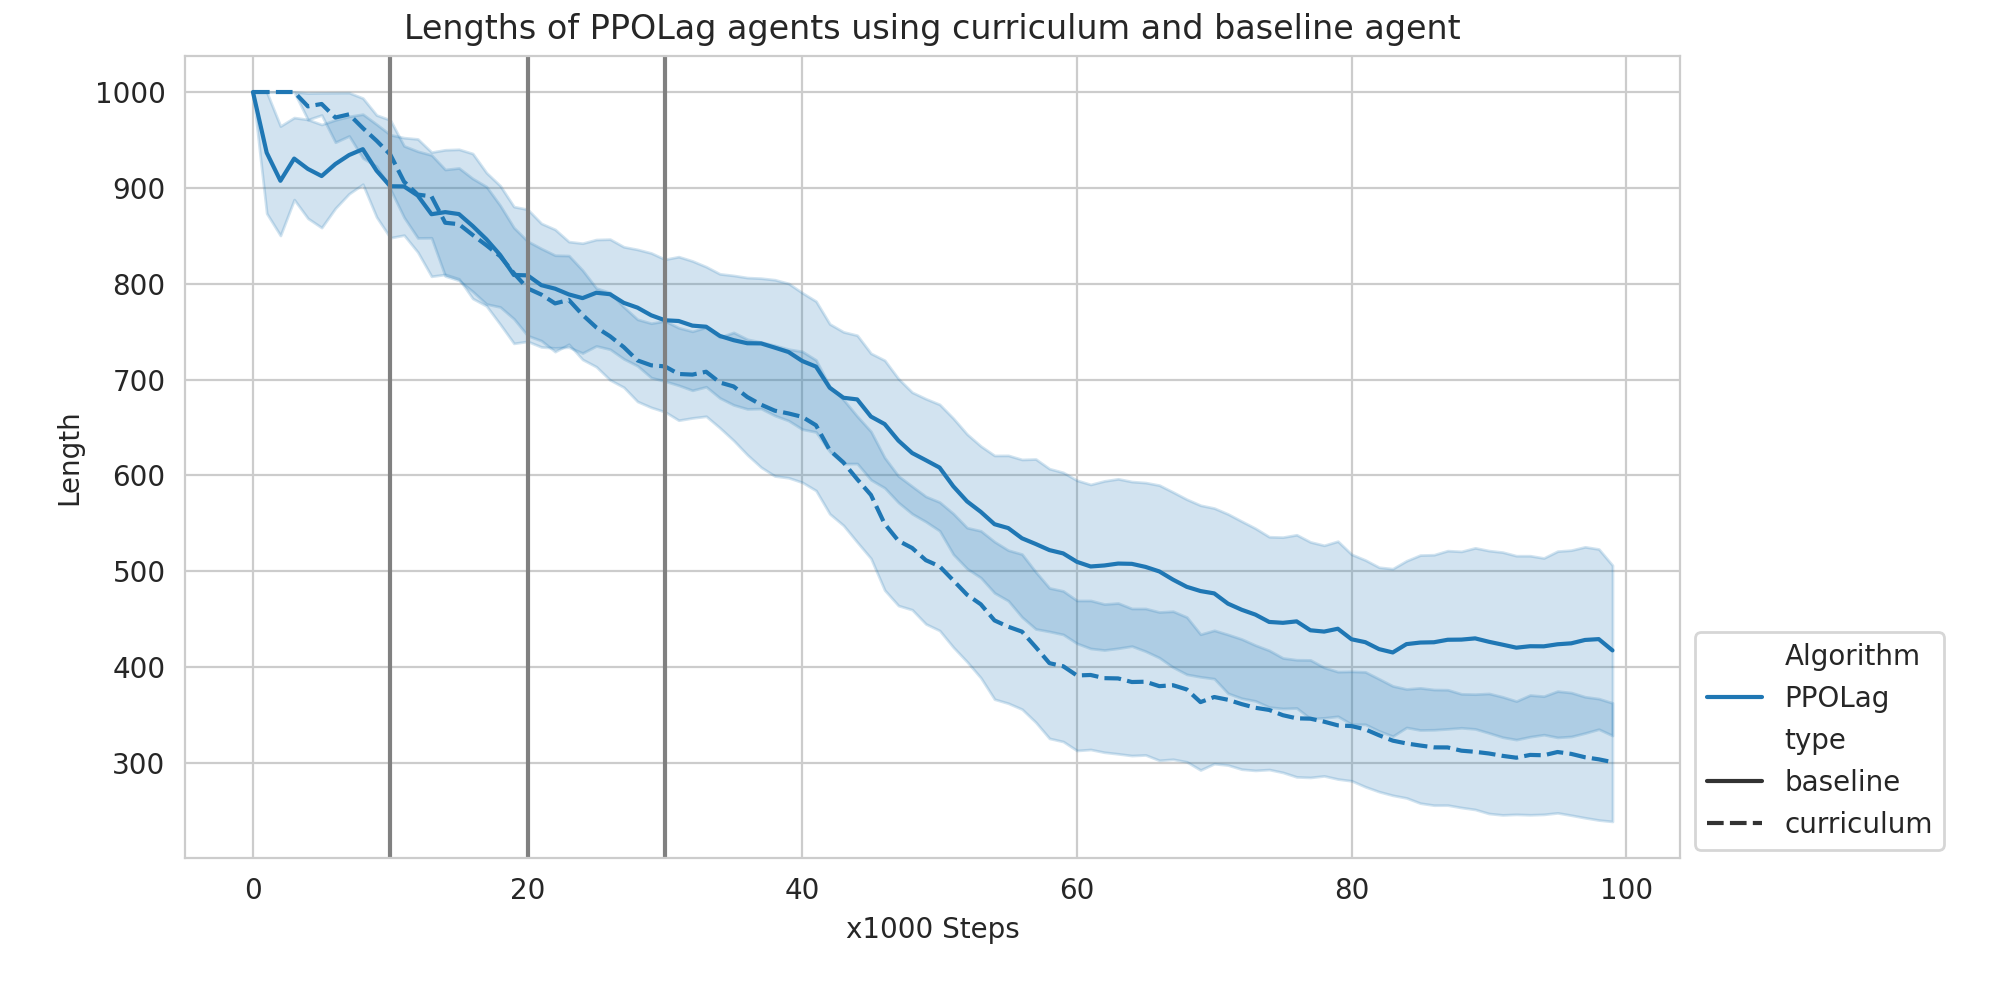 Lengths of PPOLag agents using curriculum and baseline agent
1000
900
800
700
600
500
400
300
Length
0
20
40
60
80
100
x1000 Steps
Algorithm
PPOLag
type
baseline
curriculum